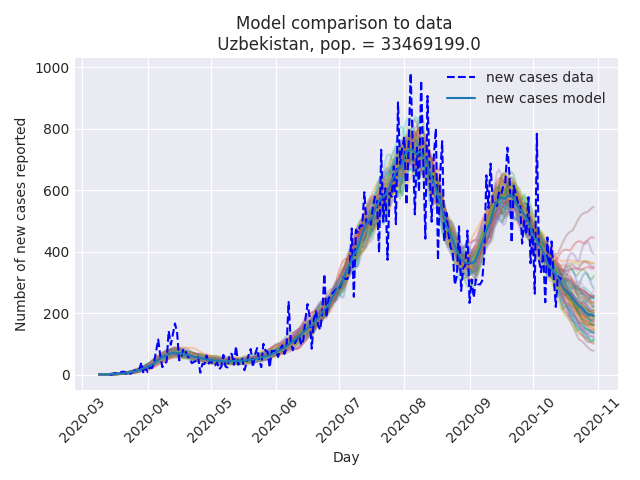 Model comparison to data
Uzbekistan, pop. = 33469199.0
new cases data
new cases model
Number of new cases reported
1000
800
600
400
200
0
2020-03
2020-04
2020-05
2020-06
2020-07
2020-08
2020-09
2020-10
2020-11
Day